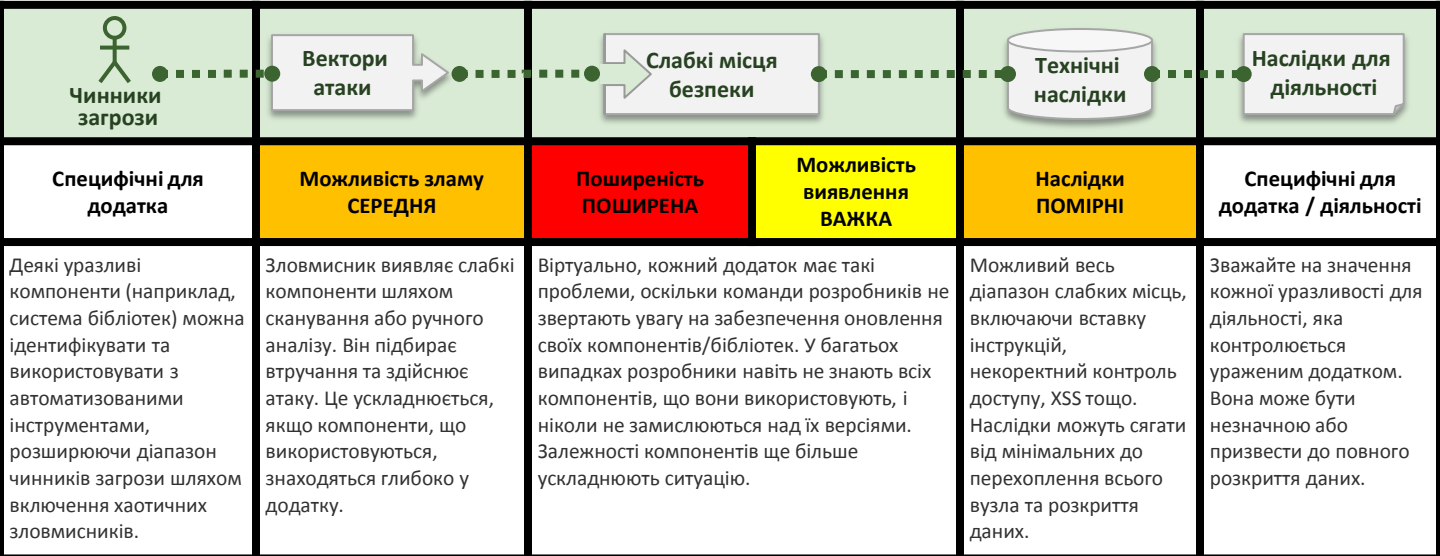 Чинники
загрози
Вектори
атаки
Слабкі місця
безпеки
Технічні
наслідки
Наслідки для
діяльності
Специфічні для
додатка
Можливість зламу
СЕРЕДНЯ
Поширеність
ПОШИРЕНА
Можливість
виявлення
ВАЖКА
Наслідки
ПОМІРНІ
Специфічні для
додатка / діяльності
Деякі уразливі
компоненти (наприклад,
система бібліотек) можна
ідентифікувати та
використовувати з
автоматизованими
інструментами,
розширюючи діапазон
чинників загрози шляхом
включення хаотичних
зловмисників.
Зловмисник виявляє слабкі
компоненти шляхом
сканування або ручного
аналізу. Він підбирає
втручання та здійснює
атаку. Це ускладнюється,
якщо компоненти, що
використовуються,
знаходяться глибоко у
додатку.
Віртуально, кожний додаток має такі
проблеми, оскільки команди розробників не
звертають увагу на забезпечення оновлення
своїх компонентів/бібліотек. У багатьох
випадках розробники навіть не знають всіх
компонентів, що вони використовують, і
ніколи не замислюються над їх версіями.
Залежності компонентів ще більше
ускладнюють ситуацію.
Можливий весь
діапазон слабких місць,
включаючи вставку
інструкцій,
некоректний контроль
доступу, XSS тощо.
Наслідки можуть сягати
від мінімальних до
перехоплення всього
вузла та розкриття
даних.
Зважайте на значення
кожної уразливості для
діяльності, яка
контролюється
ураженим додатком.
Вона може бути
незначною або
призвести до повного
розкриття даних.